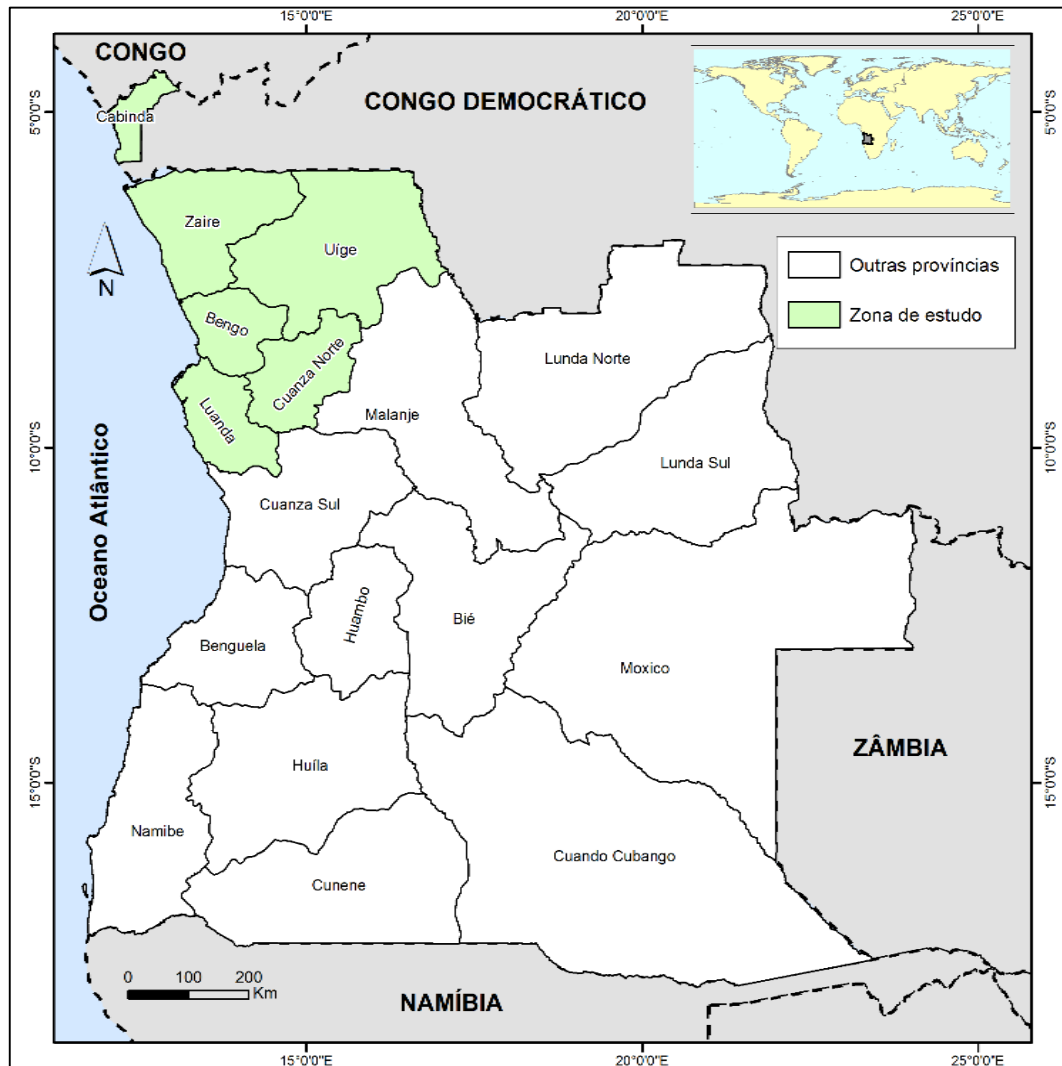 15°0'0"E
20°0'0"E
25°0'0"E
CONGO
CONGO DEMOCRÁTICO
5°0'0"S
5°0'0"S
Cabinda
Zaire
Uíge
N
Outras províncias
Zona de estudo
Bengo
Cuanza Norte
Lunda Norte
Luanda
Malanje
10°0'0"S
10°0'0"S
Lunda Sul
Cuanza Sul
Oceano Atlântico
Huambo
Bié
Benguela
Moxico
ZÂMBIA
Huíla
15°0'0"S
15°0'0"S
Namibe
Cuando Cubango
Cunene
0 100 200
Km
NAMÍBIA
15°0'0"E
20°0'0"E
25°0'0"E